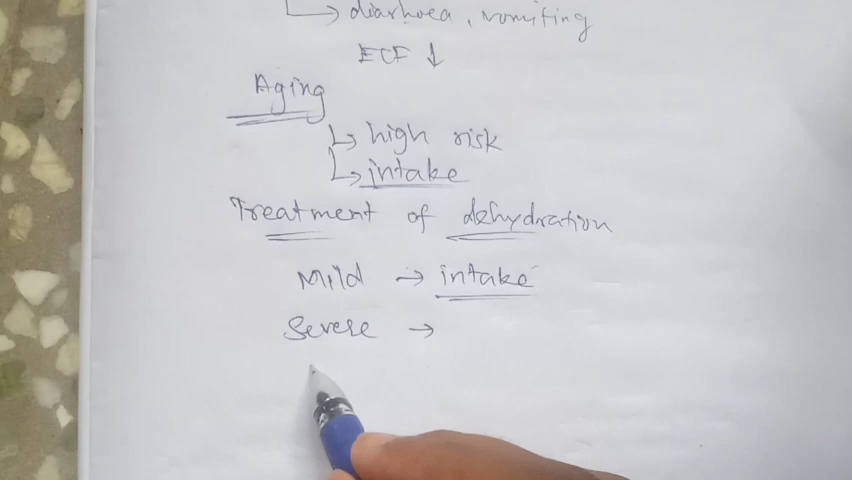 ↳ diarhoea, vomiting
ECF ↓
Aging
↳ high risk
↳ intake
Treatment of dehydration
Mild → intake
Severe →